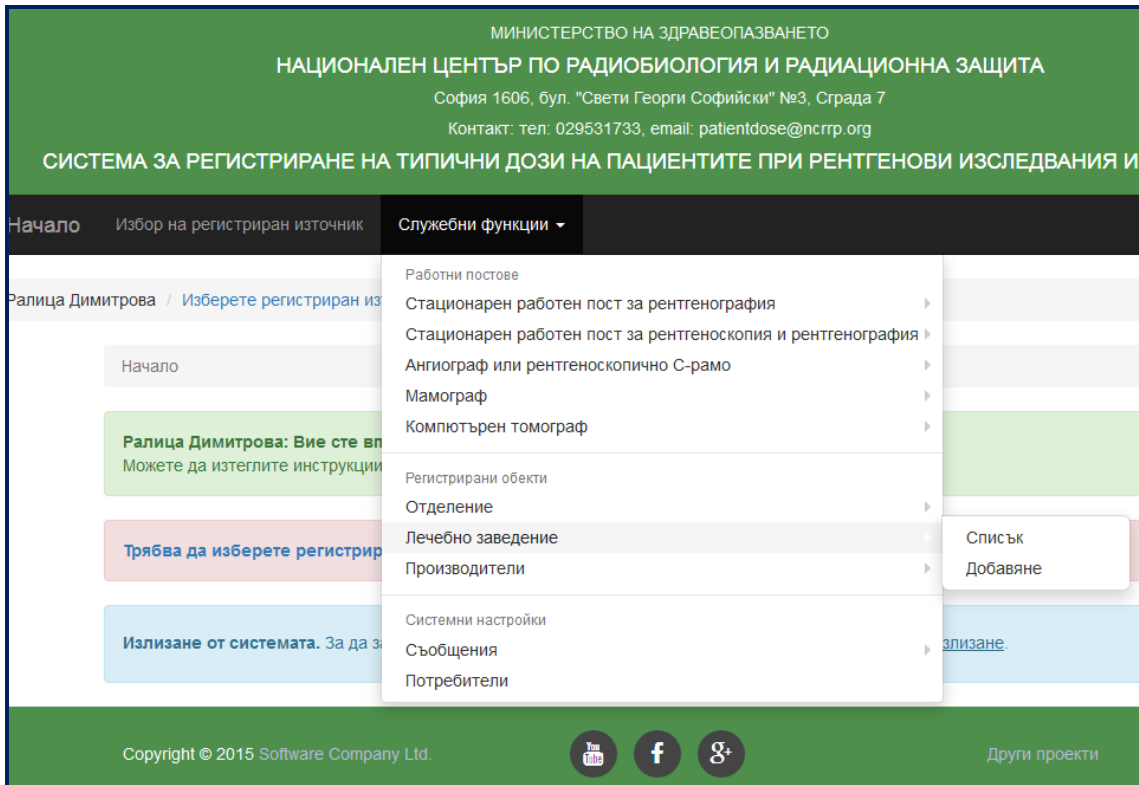 МИНИСТЕРСТВО НА ЗДРАВЕОПАЗВАНЕТО
НАЦИОНАЛЕН ЦЕНТЪР ПО РАДИОБИОЛОГИЯ И РАДИАЦИОННА ЗАЩИТА
София 1606, бул. "Свети Георги Софийски" №3, Сграда 7
Контакт: тел: 029531733, email: patientdose@ncrrp.org
СИСТЕМА ЗА РЕГИСТРИРАНЕ НА ТИПИЧНИ ДОЗИ НА ПАЦИЕНТИТЕ ПРИ РЕНТГЕНОВИ ИЗСЛЕДВАНИЯ И
Начало Избор на регистриран източник Служебни функции
Ралица Димитрова / Изберете регистриран из
Начало
Ралица Димитрова: Вие сте вп
Можете да изтеглите инструкции
Трябва да изберете регистрир
Излизане от системата. За да за
злизане.
Работни постове
Стационарен работен пост за рентгенография
Стационарен работен пост за рентгеноскопия и рентгенография
Ангиограф или рентгеноскопично С-рамо
Мамограф
Компютърен томограф
Регистрирани обекти
Отделение
Лечебно заведение
Производители
Списък
Добавяне
Системни настройки
Съобщения
Потребители
Copyright © 2015 Software Company Ltd.
You Tube
f
g+
Други проекти